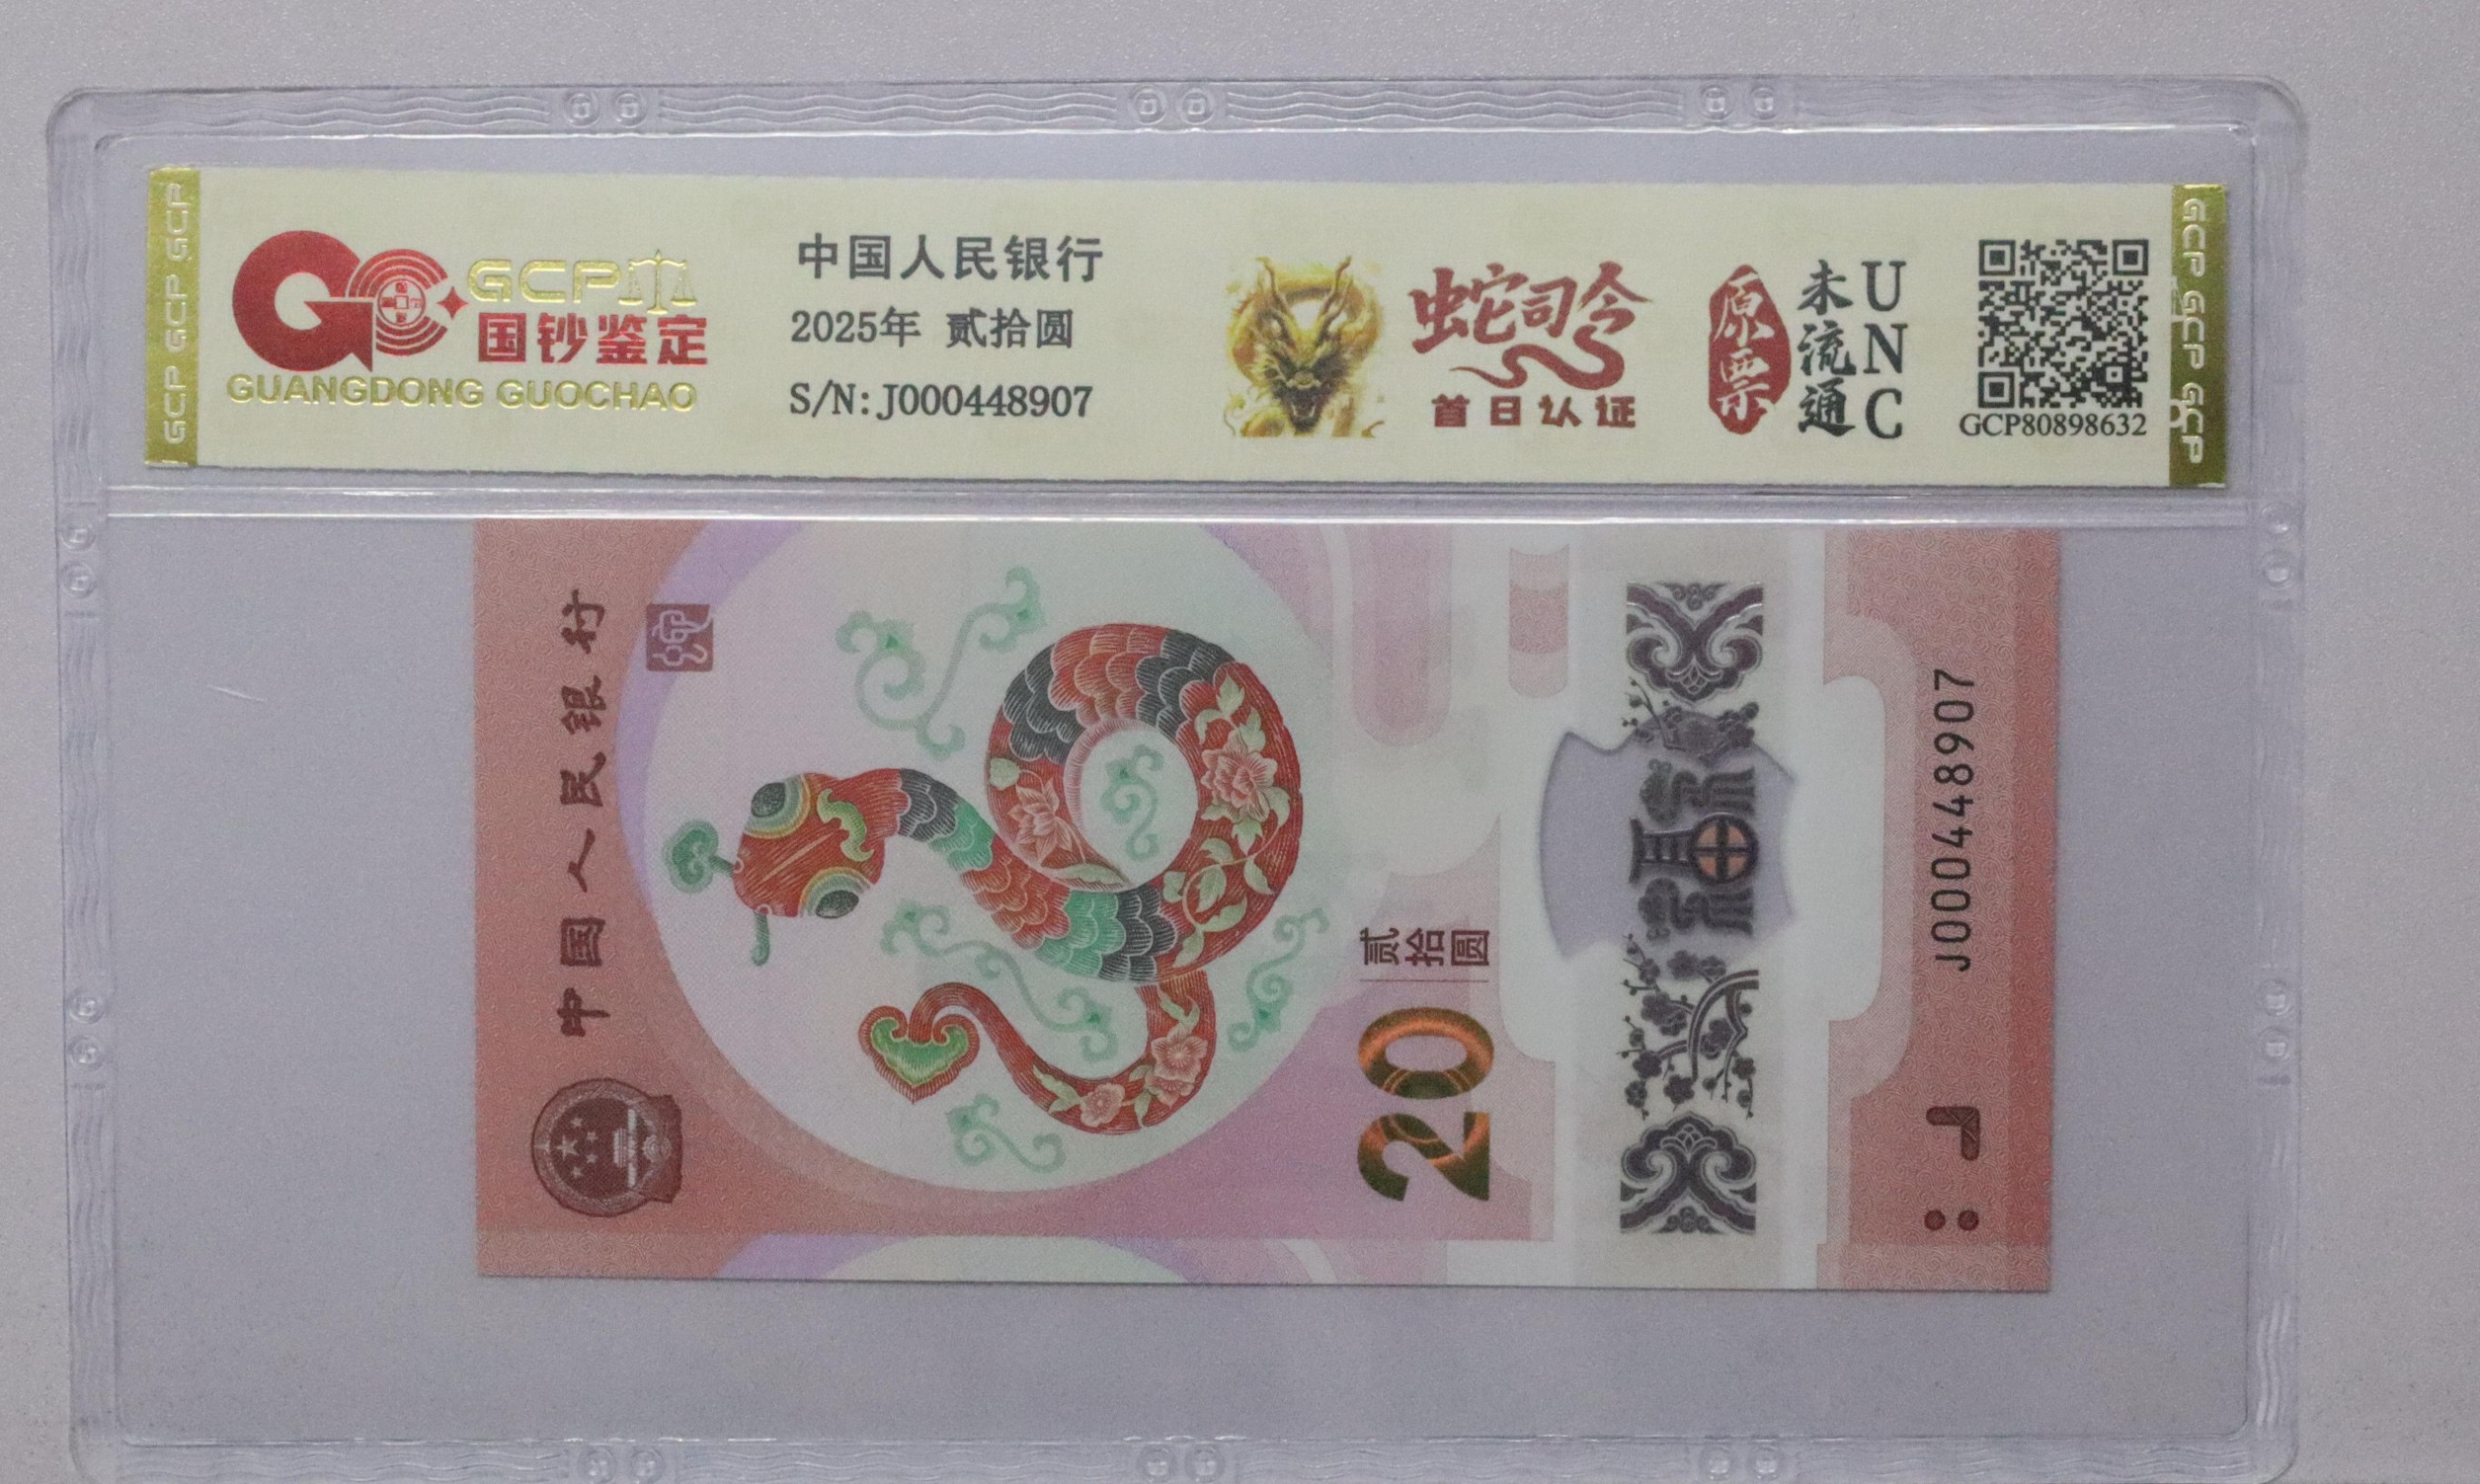 GCP GCP GCP
GCP
国钞鉴定
GUANGDONG GUOCHAO
中国人民银行
2025年 贰拾圆
S/N: J000448907
蛇司令
首日认证
原票
未流通
UNC
GCP80898632
GCP GCP GCP
中国人民银行
20
贰拾圆
福
J000448907